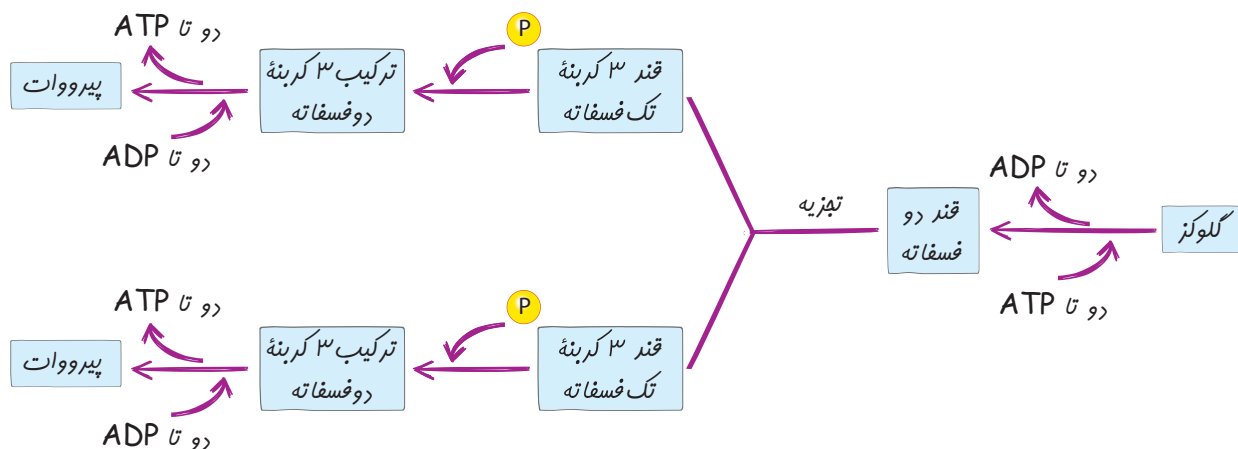 گلوکز
دو تا ADP
دو تا ATP
قند دو
فسفاته
تجزیه
قند ۳ کربنهٔ
تک فسفاته
P
ترکیب ۳ کربنهٔ
دوفسفاته
دو تا ATP
دو تا ADP
پیرووات
قند ۳ کربنهٔ
تک فسفاته
P
ترکیب ۳ کربنهٔ
دوفسفاته
دو تا ATP
دو تا ADP
پیرووات